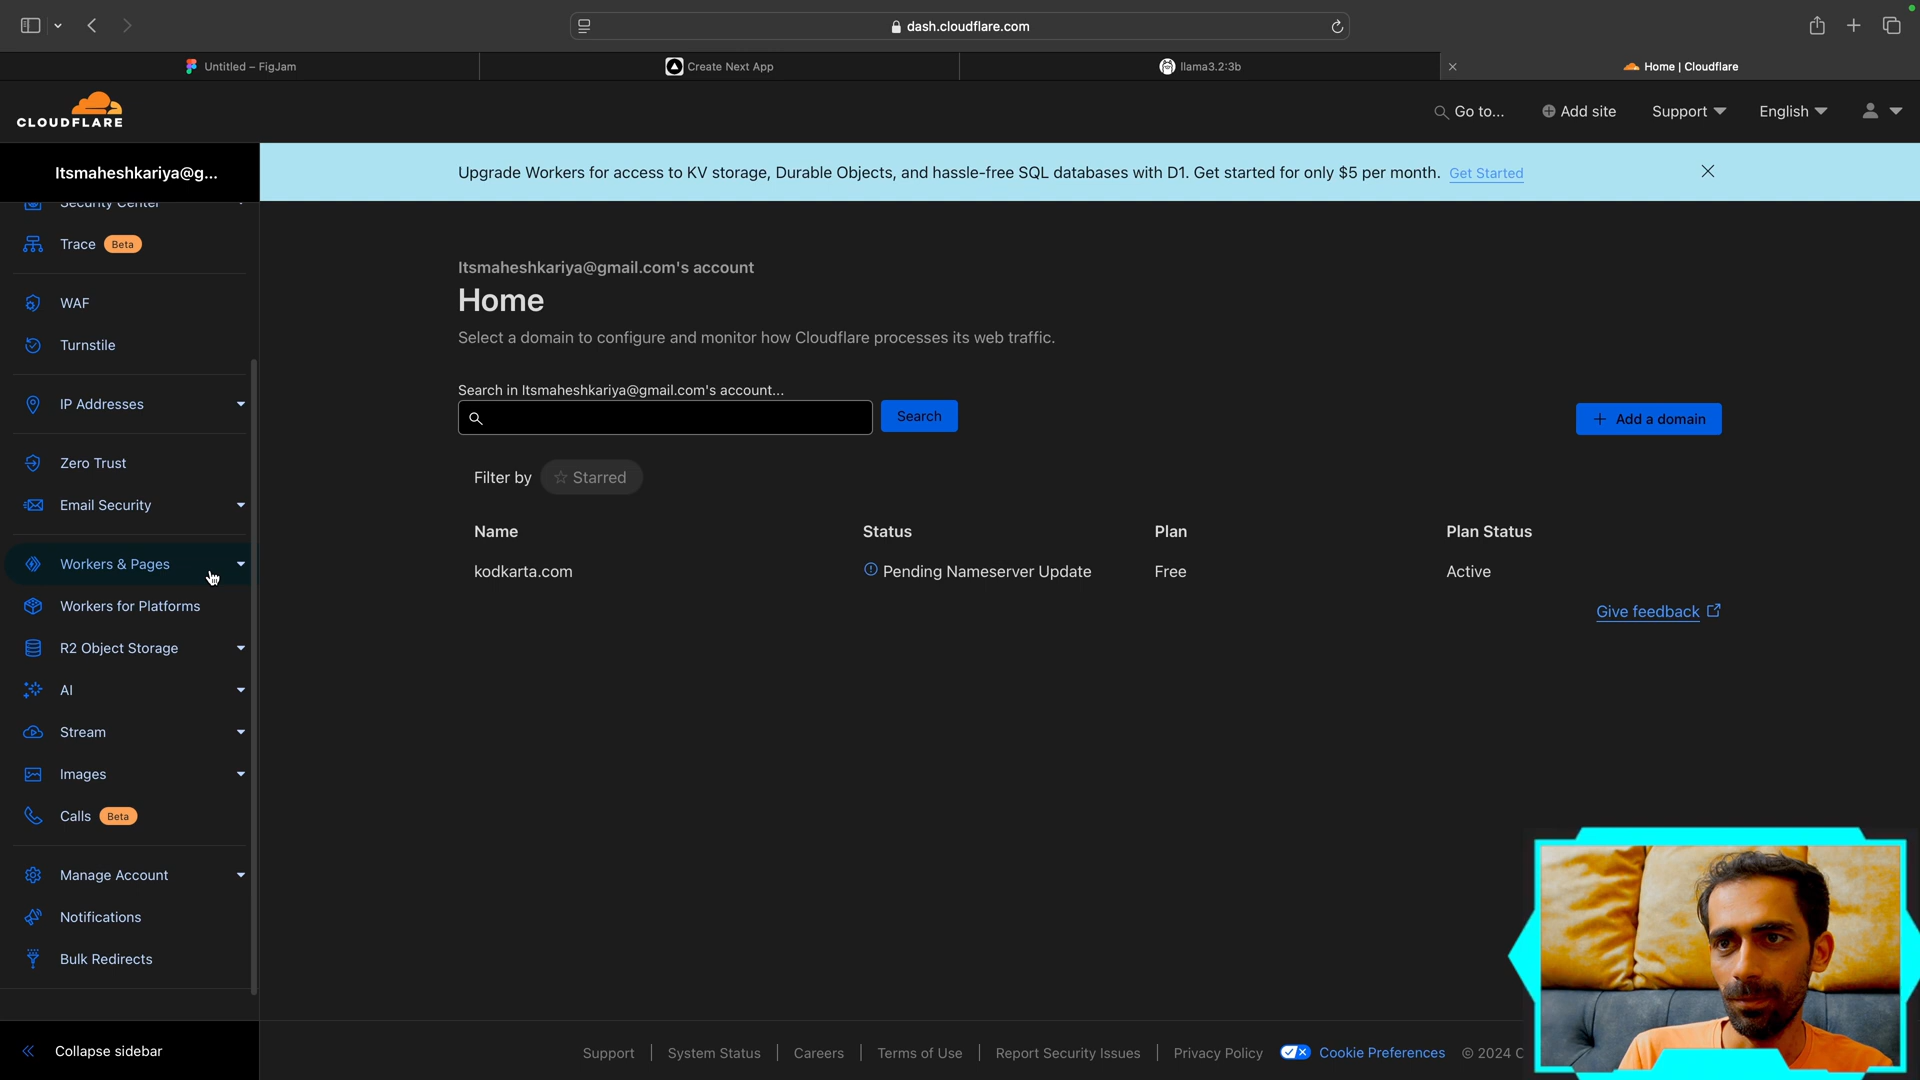 dash.cloudflare.com
Untitled – FigJam
Create Next App
llama3.2:3b
Home | Cloudflare
CLOUDFLARE
Go to...
Add site
Support
English
Itsmaheshkariya@g...
Upgrade Workers for access to KV storage, Durable Objects, and hassle-free SQL databases with D1. Get started for only $5 per month. Get Started
Security Center
Trace Beta
WAF
Turnstile
IP Addresses
Zero Trust
Email Security
Workers & Pages
Workers for Platforms
R2 Object Storage
AI
Stream
Images
Calls Beta
Manage Account
Notifications
Bulk Redirects
Collapse sidebar
Itsmaheshkariya@gmail.com's account
Home
Select a domain to configure and monitor how Cloudflare processes its web traffic.
Search in Itsmaheshkariya@gmail.com's account...
Search
+ Add a domain
Filter by Starred
Name Status Plan Plan Status
kodkarta.com Pending Nameserver Update Free Active
Give feedback
Support | System Status | Careers | Terms of Use | Report Security Issues | Privacy Policy Cookie Preferences © 2024 C